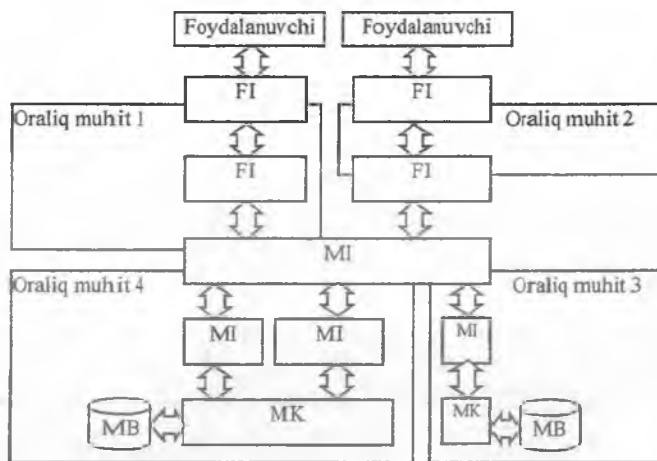 Foydalanuvchi Foydalanuvchi
FI FI
Oraliq muhit 1 Oraliq muhit 2
FI FI
MI
Oraliq muhit 4 Oraliq muhit 3
MI MI MI
MB MK MK MB